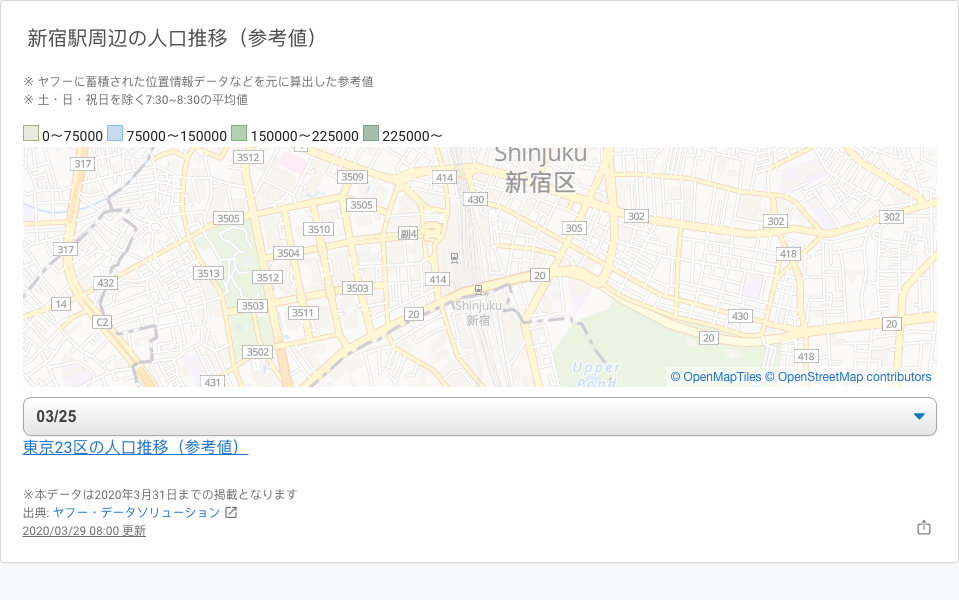 新宿駅周辺の人口推移（参考値）
※ ヤフーに蓄積された位置情報データなどを元に算出した参考値
※ 土・日・祝日を除く7:30~8:30の平均値
0〜75000 75000〜150000 150000〜225000 225000〜
317
3512
3509
414
Shinjuku
新宿区
430
3505
3505
3510
副4
305
302
302
302
317
3504
418
3513
3512
414
20
432
3503
14
3503
3511
20
Shinjuku
新宿
C2
430
20
20
3502
418
431
Upper
Pond
© OpenMapTiles © OpenStreetMap contributors
03/25
東京23区の人口推移（参考値）
※本データは2020年3月31日までの掲載となります
出典: ヤフー・データソリューション
2020/03/29 08:00 更新